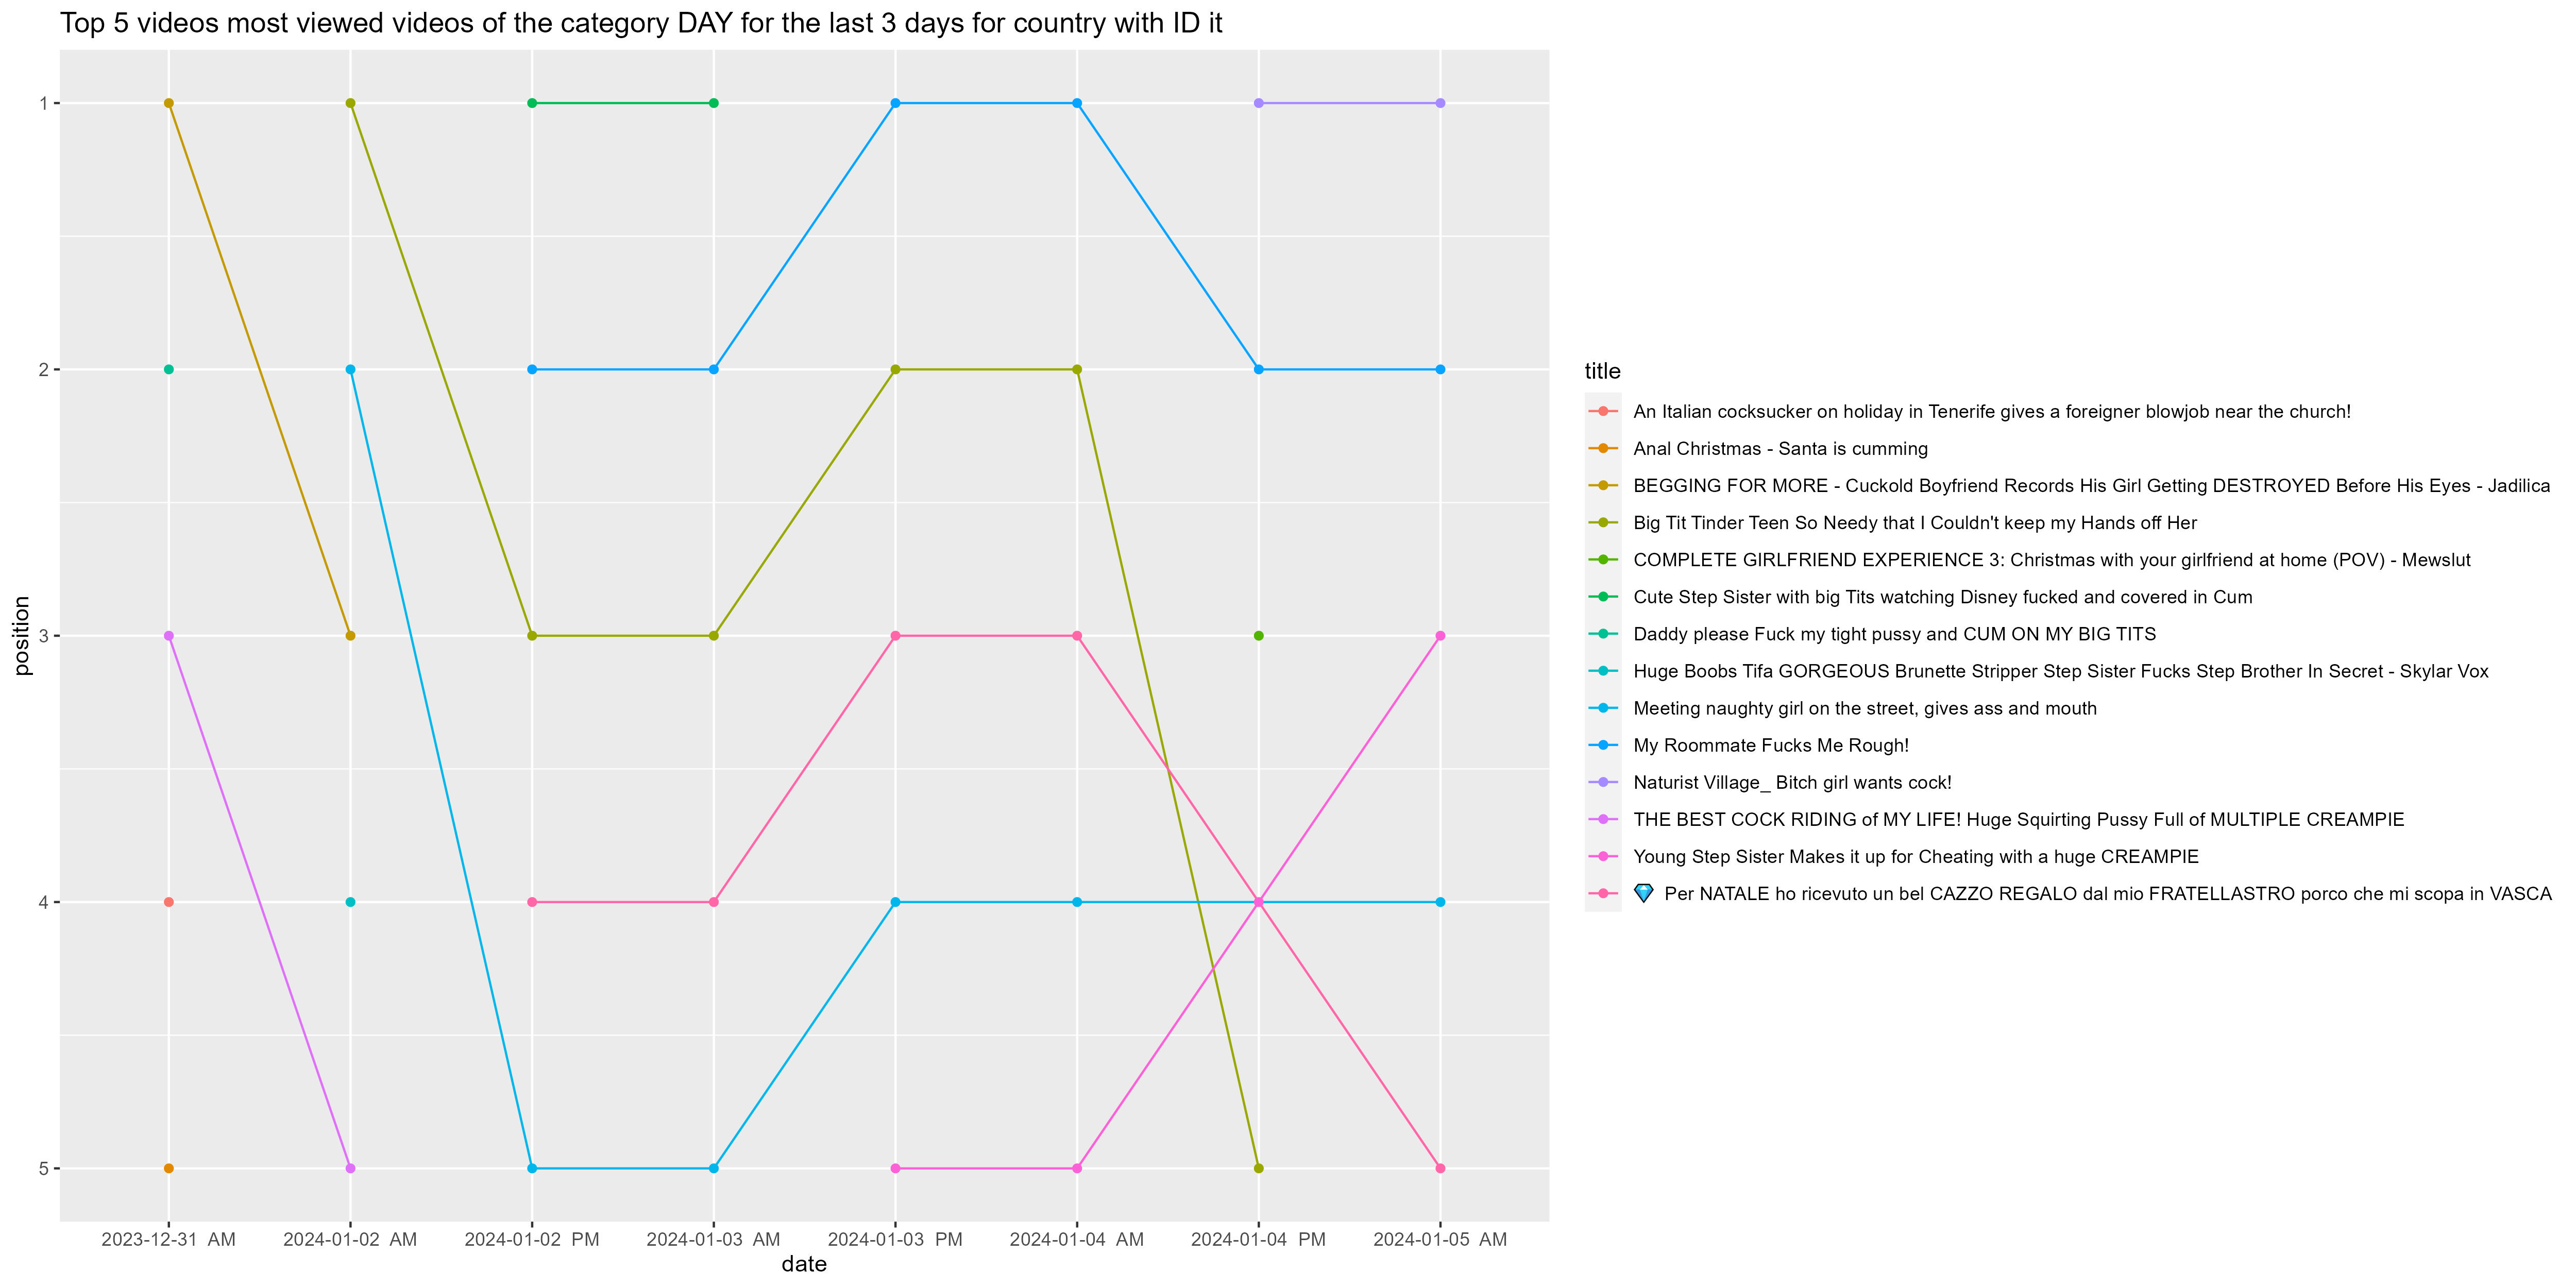 Top 5 videos most viewed videos of the category DAY for the last 3 days for country with ID it
position
1
2
3
4
5
2023-12-31 AM
2024-01-02 AM
2024-01-02 PM
2024-01-03 AM
2024-01-03 PM
2024-01-04 AM
2024-01-04 PM
2024-01-05 AM
date
title
An Italian cocksucker on holiday in Tenerife gives a foreigner blowjob near the church!
Anal Christmas - Santa is cumming
BEGGING FOR MORE - Cuckold Boyfriend Records His Girl Getting DESTROYED Before His Eyes - Jadilica
Big Tit Tinder Teen So Needy that I Couldn't keep my Hands off Her
COMPLETE GIRLFRIEND EXPERIENCE 3: Christmas with your girlfriend at home (POV) - Mewslut
Cute Step Sister with big Tits watching Disney fucked and covered in Cum
Daddy please Fuck my tight pussy and CUM ON MY BIG TITS
Huge Boobs Tifa GORGEOUS Brunette Stripper Step Sister Fucks Step Brother In Secret - Skylar Vox
Meeting naughty girl on the street, gives ass and mouth
My Roommate Fucks Me Rough!
Naturist Village_ Bitch girl wants cock!
THE BEST COCK RIDING of MY LIFE! Huge Squirting Pussy Full of MULTIPLE CREAMPIE
Young Step Sister Makes it up for Cheating with a huge CREAMPIE
💎 Per NATALE ho ricevuto un bel CAZZO REGALO dal mio FRATELLASTRO porco che mi scopa in VASCA